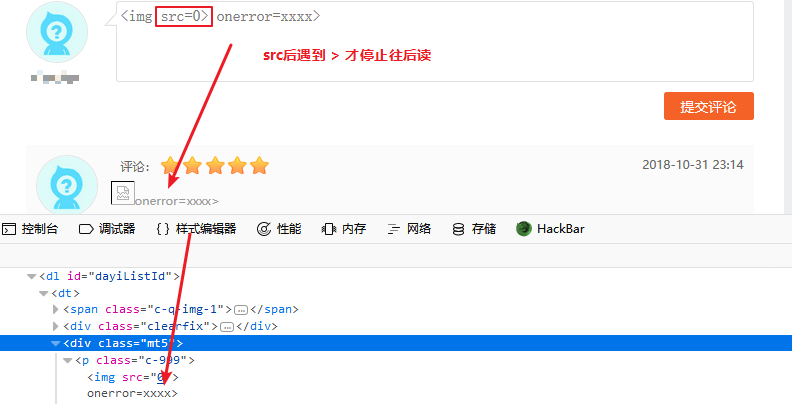 <img src=0> onerror=xxxx>
src后遇到 > 才停止往后读
提交评论
评论:
2018-10-31 23:14
onerror=xxxx>
控制台 调试器 {} 样式编辑器 性能 内存 网络 存储 HackBar
<dl id="dayiListId">
<dt>
<span class="c-q-img-1">…</span>
<div class="clearfix">…</div>
<div class="mt5">
<p class="c-999">
<img src="0">
onerror=xxxx>